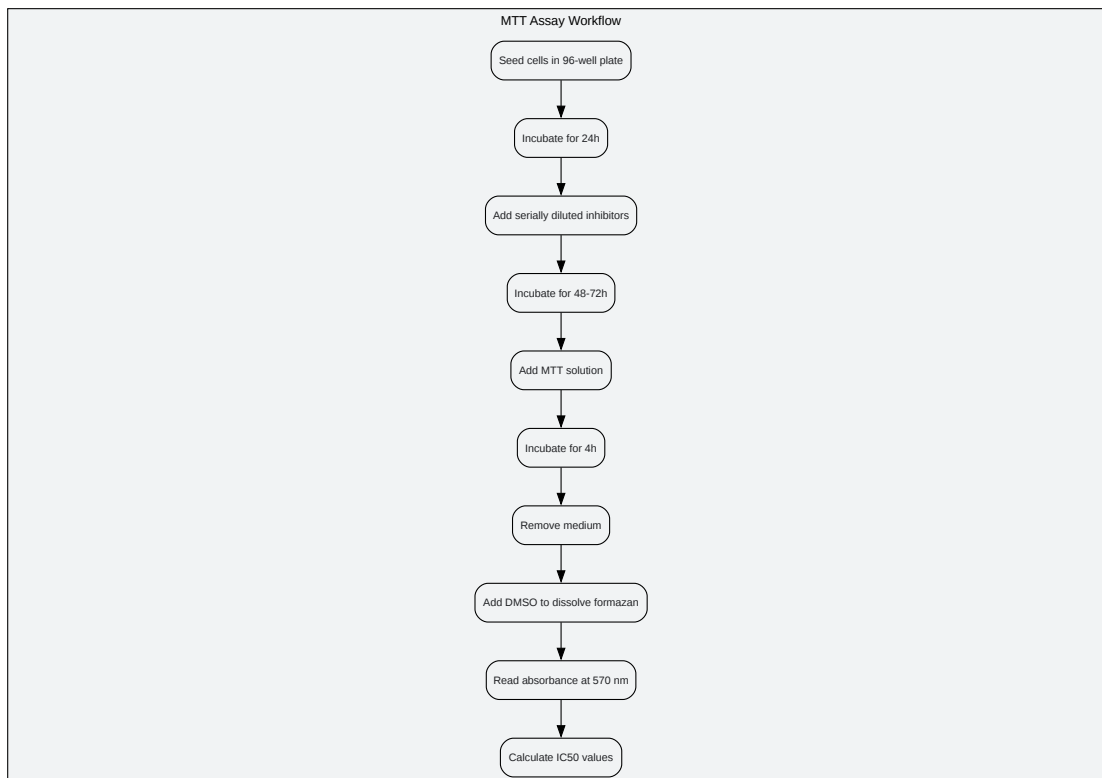 MTT Assay Workflow
Seed cells in 96-well plate
Incubate for 24h
Add serially diluted inhibitors
Incubate for 48-72h
Add MTT solution
Incubate for 4h
Remove medium
Add DMSO to dissolve formazan
Read absorbance at 570 nm
Calculate IC50 values